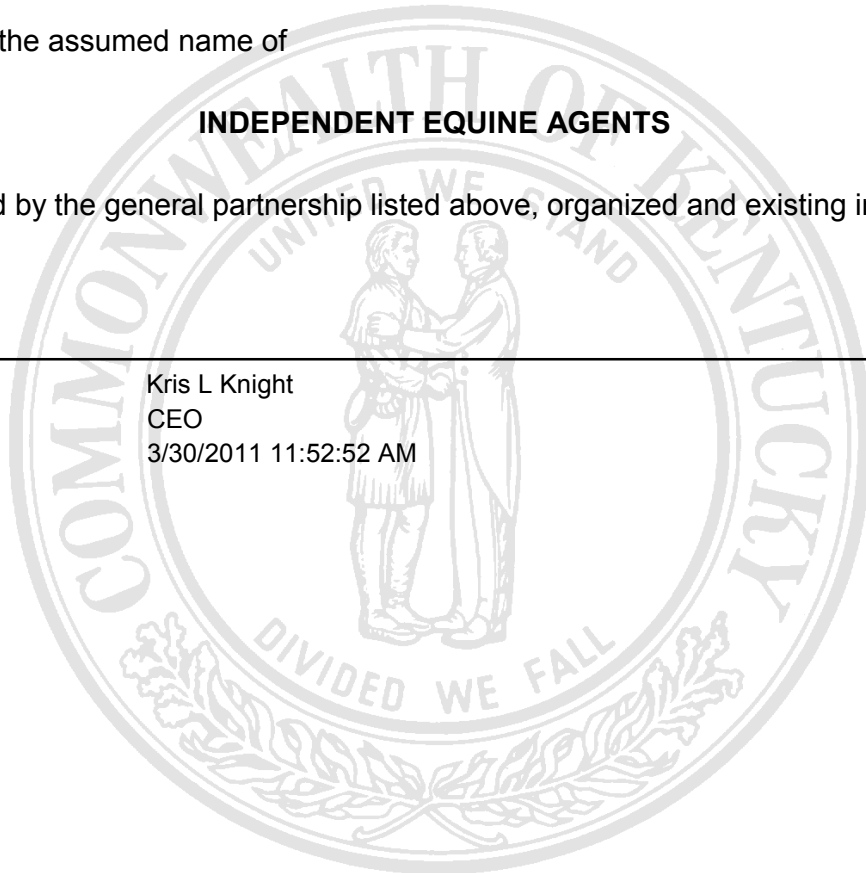 the assumed name of
INDEPENDENT EQUINE AGENTS
by the general partnership listed above, organized and existing
Kris L Knight
CEO
3/30/2011 11:52:52 AM
COMMONWEALTH OF KENTUCKY
UNITED WE STAND
DIVIDED WE FALL